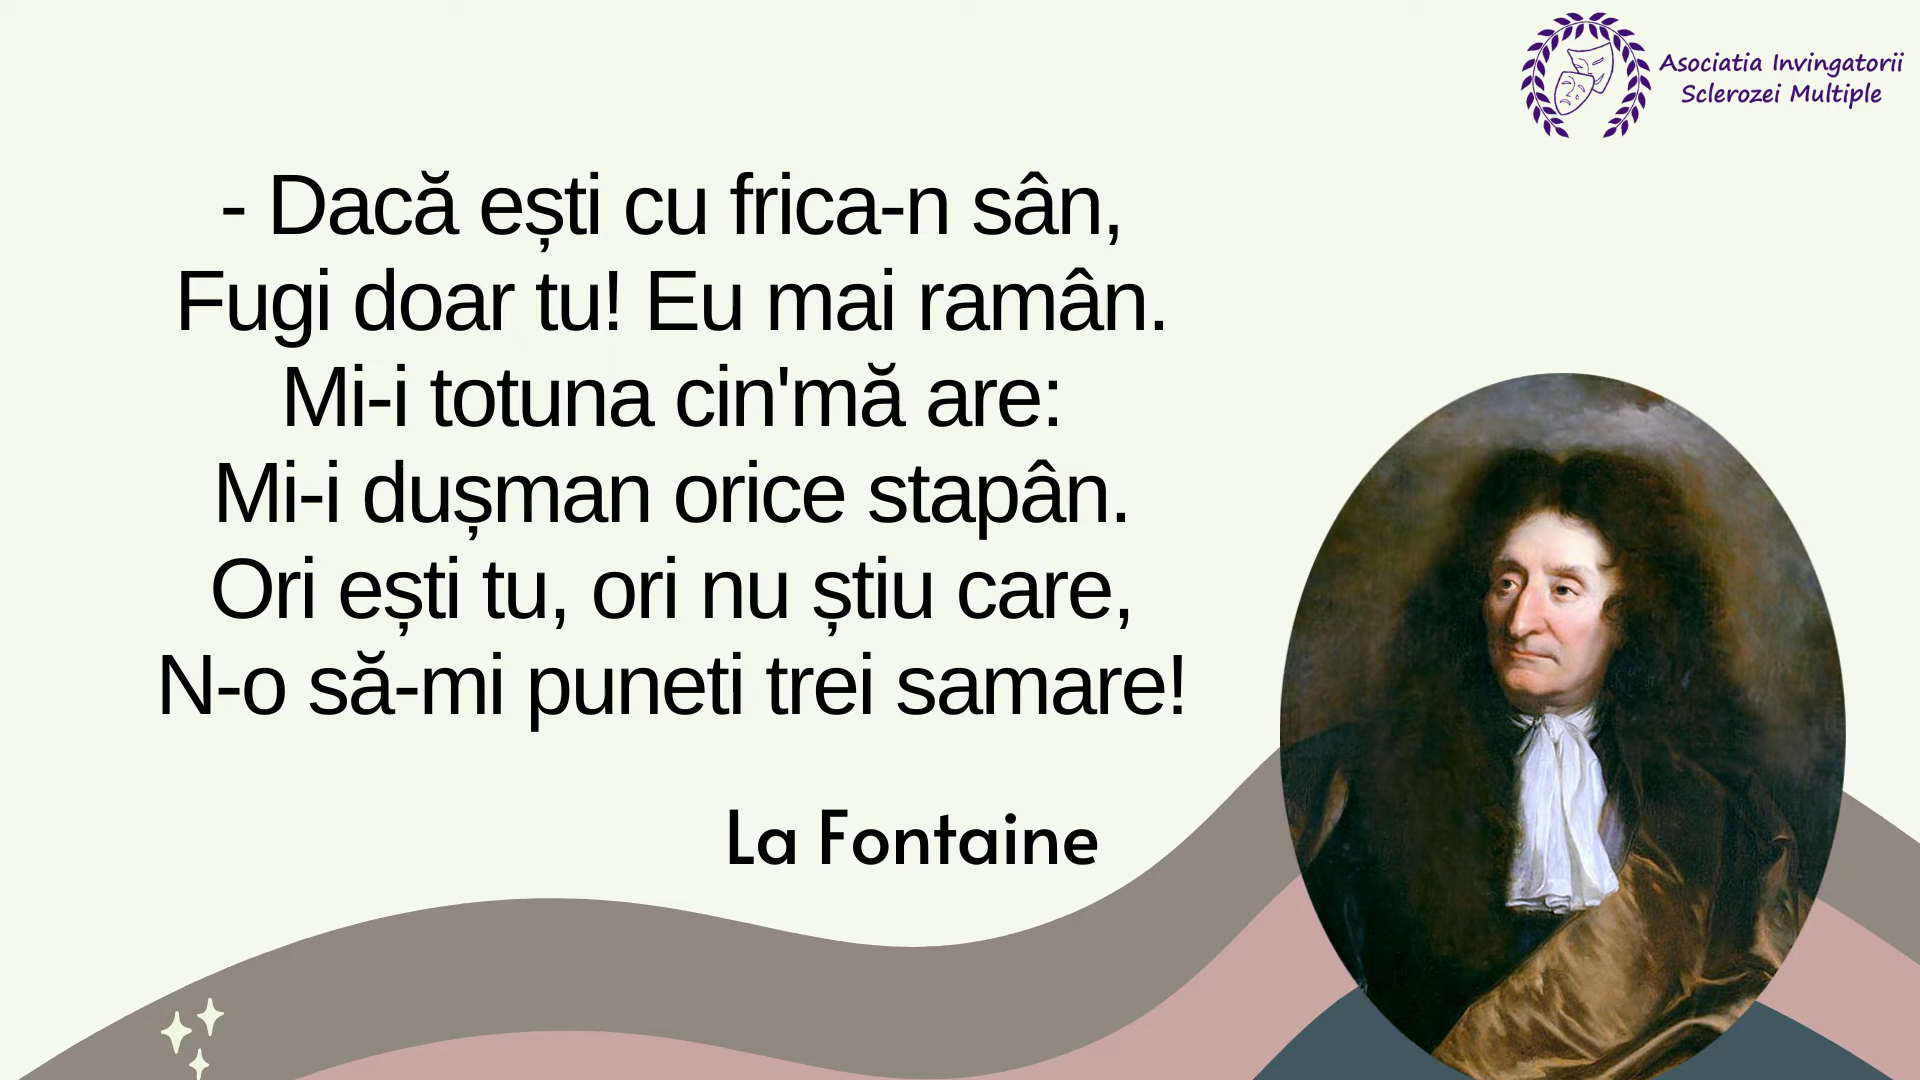 Asociatia Invingatorii
Sclerozei Multiple
- Dacă ești cu frica-n sân,
Fugi doar tu! Eu mai ramân.
Mi-i totuna cin'mă are:
Mi-i dușman orice stapân.
Ori ești tu, ori nu știu care,
N-o să-mi puneti trei samare!
La Fontaine